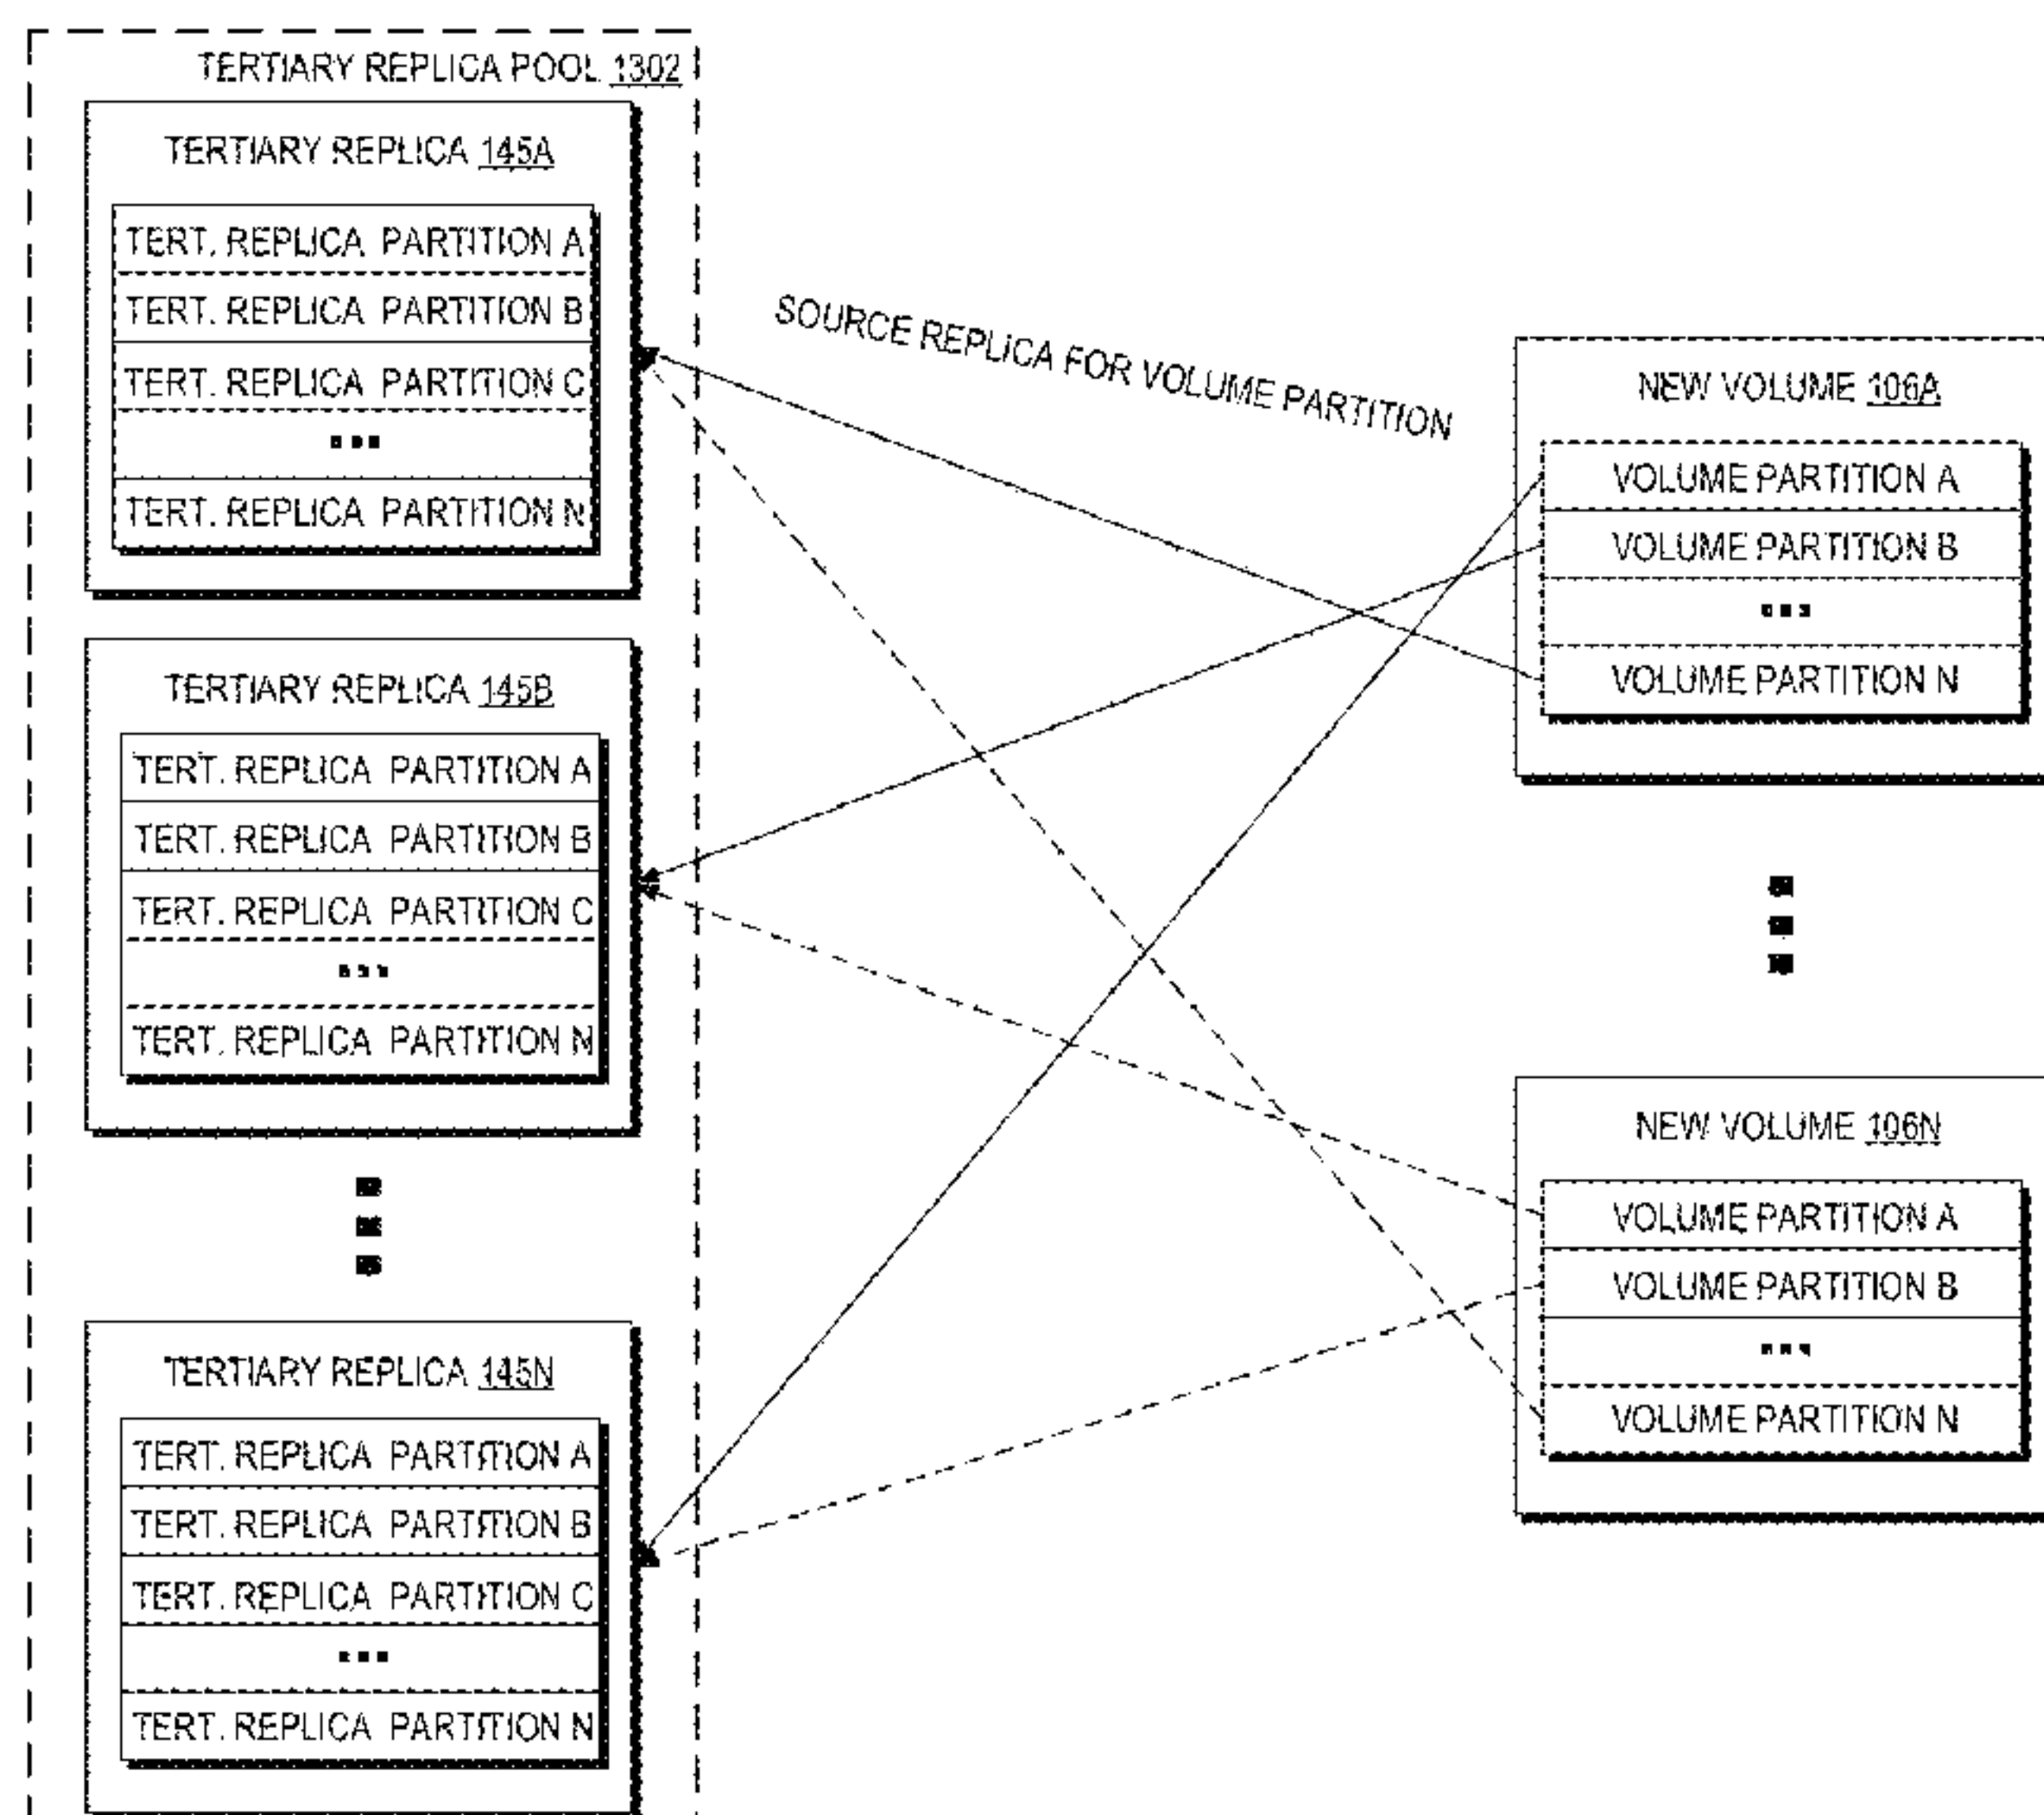 TERTIARY REPLICA POOL 1302
TERTIARY REPLICA 145A
TERT. REPLICA PARTITION A
TERT. REPLICA PARTITION B
TERT. REPLICA PARTITION C
...
TERT. REPLICA PARTITION N
TERTIARY REPLICA 145B
TERT. REPLICA PARTITION A
TERT. REPLICA PARTITION B
TERT. REPLICA PARTITION C
...
TERT. REPLICA PARTITION N
TERTIARY REPLICA 145N
TERT. REPLICA PARTITION A
TERT. REPLICA PARTITION B
TERT. REPLICA PARTITION C
...
TERT. REPLICA PARTITION N
SOURCE REPLICA FOR VOLUME PARTITION
NEW VOLUME 106A
VOLUME PARTITION A
VOLUME PARTITION B
...
VOLUME PARTITION N
NEW VOLUME 106N
VOLUME PARTITION A
VOLUME PARTITION B
...
VOLUME PARTITION N